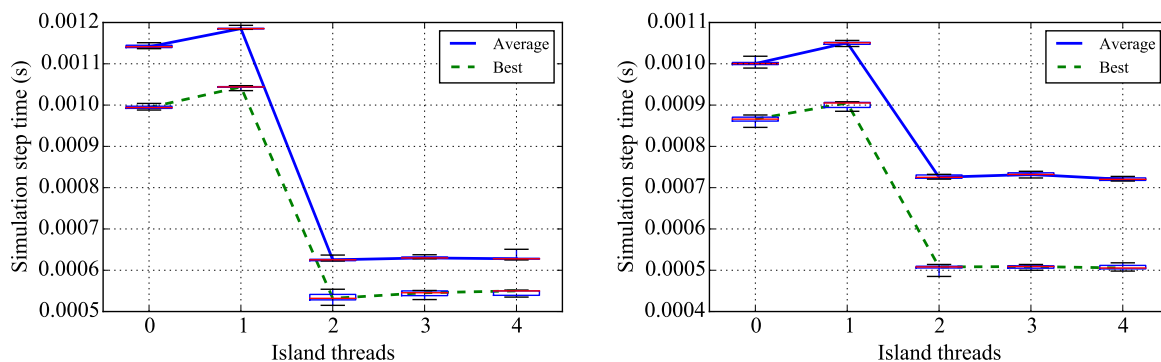 0.0012
0.0011
0.0010
0.0009
0.0008
0.0007
0.0006
0.0005
Simulation step time (s)
0 1 2 3 4
Island threads
Average
Best
0.0011
0.0010
0.0009
0.0008
0.0007
0.0006
0.0005
0.0004
Simulation step time (s)
0 1 2 3 4
Island threads
Average
Best